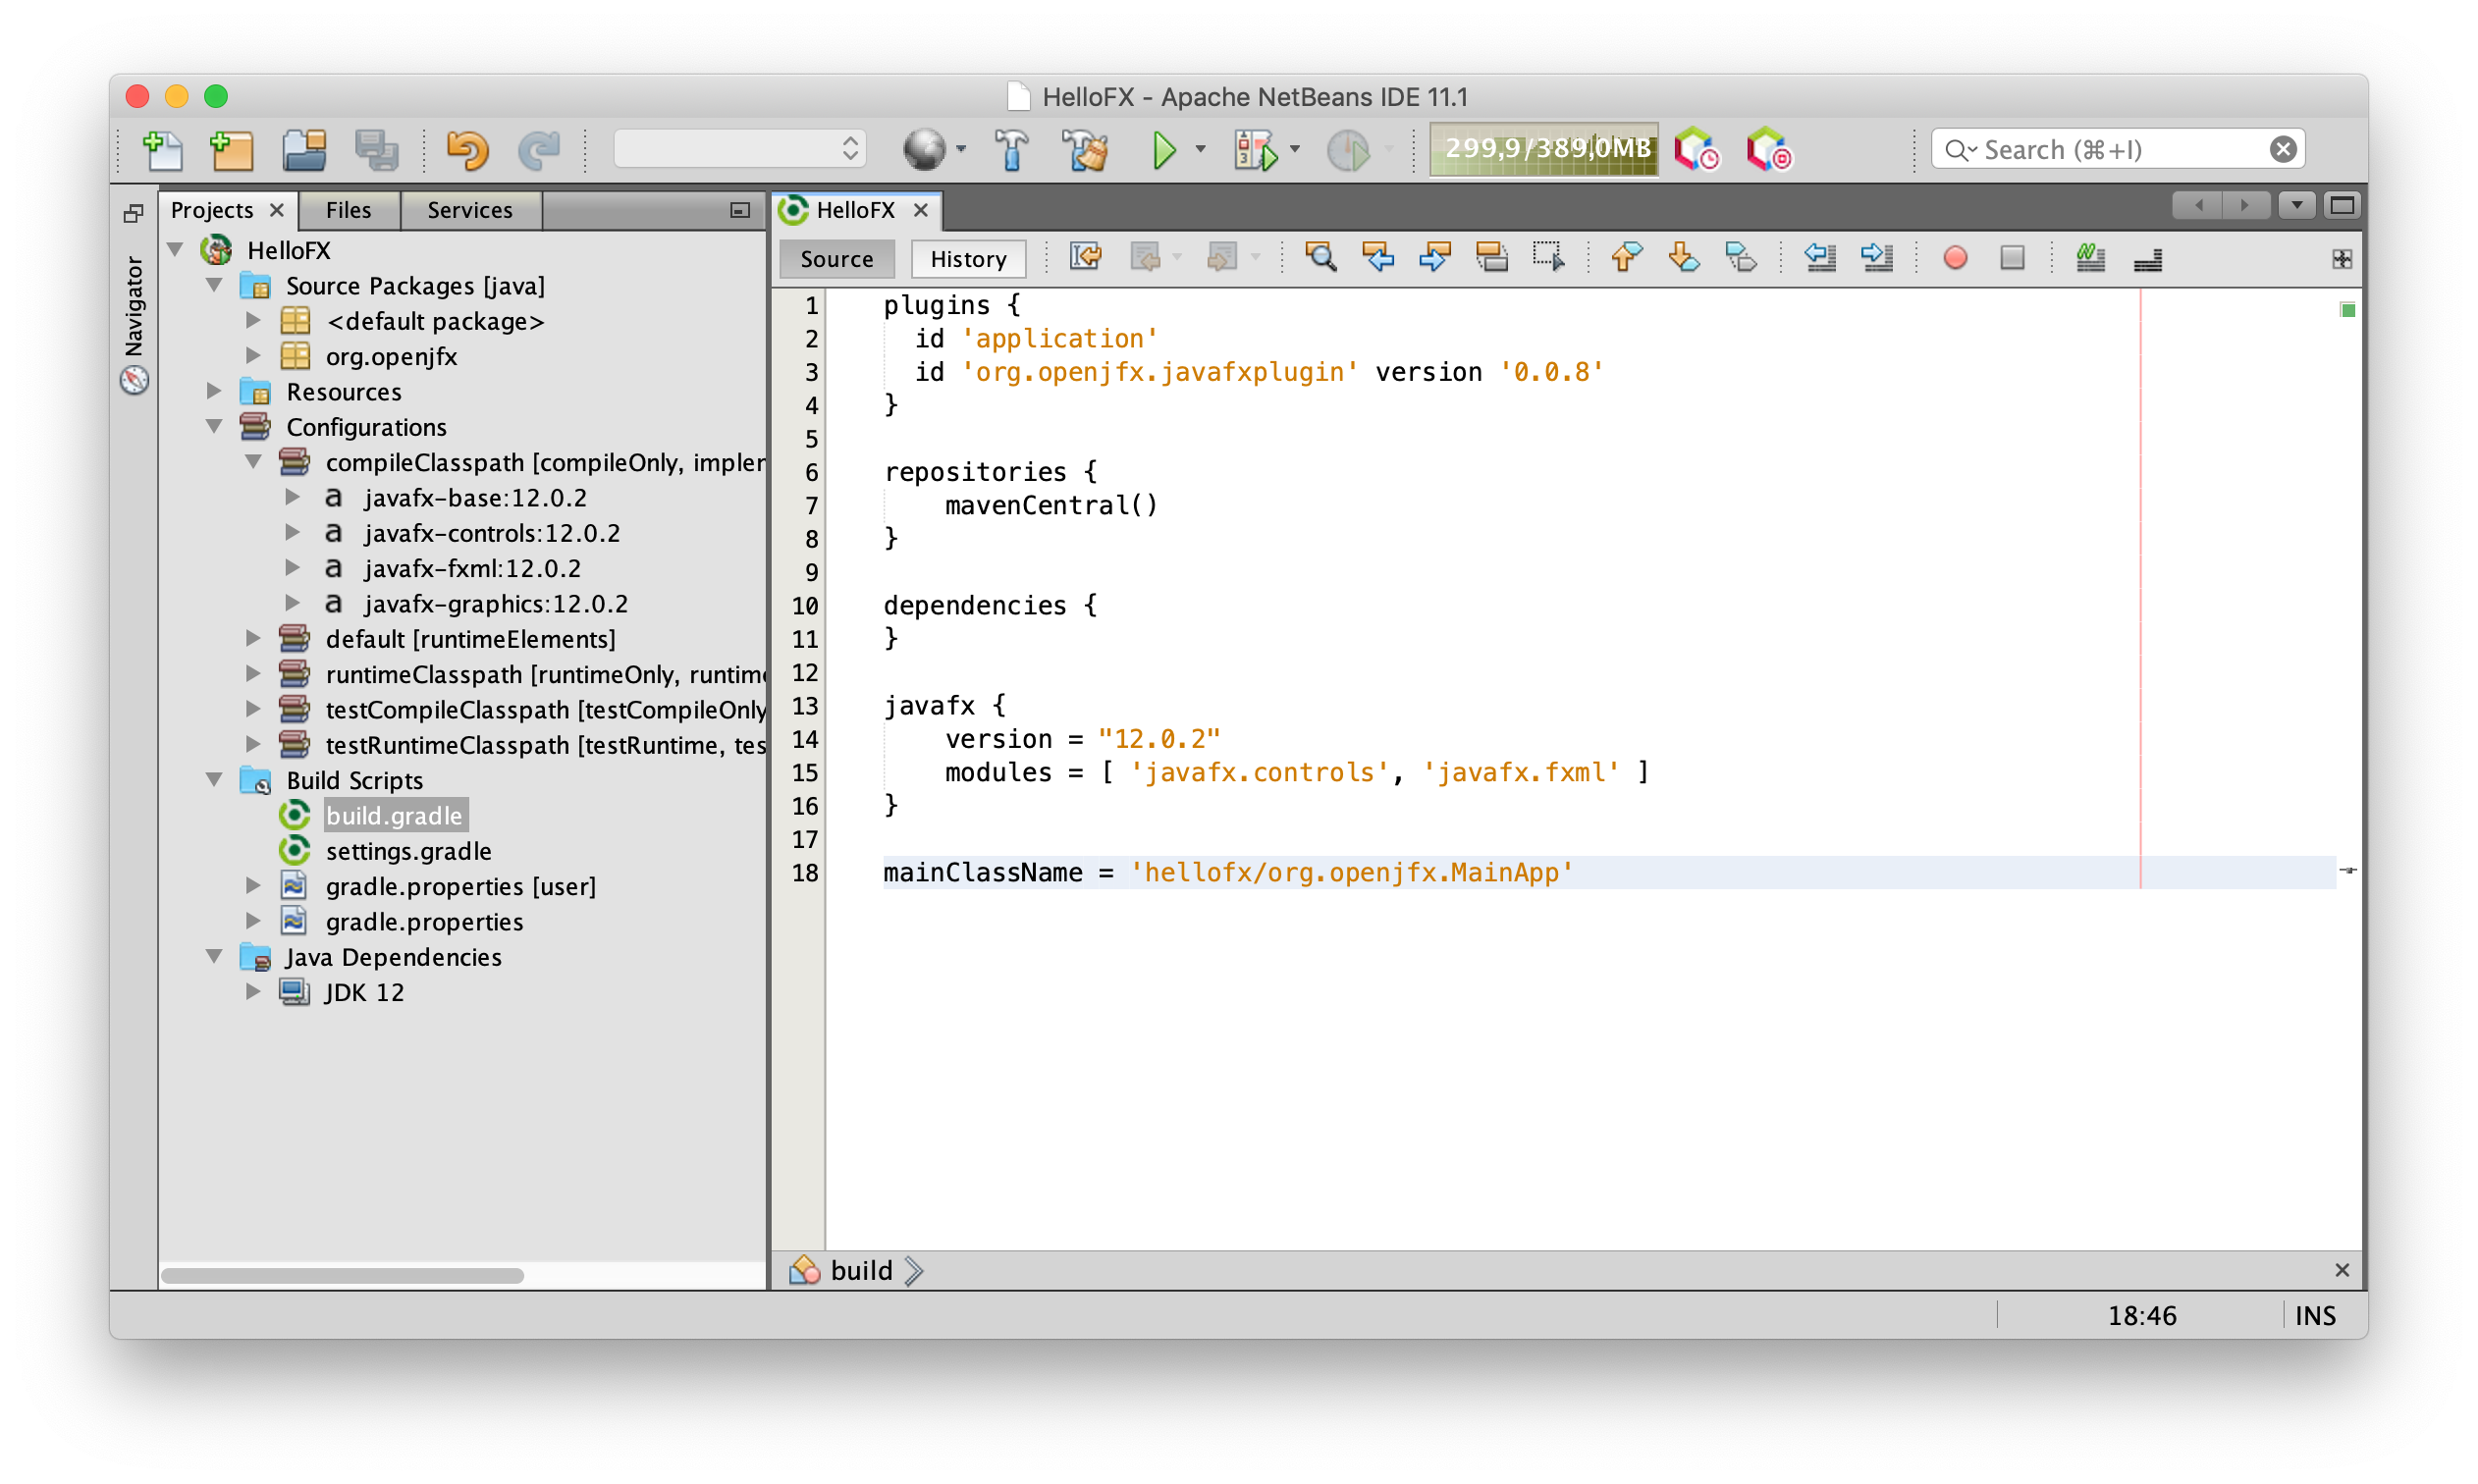 HelloFX - Apache NetBeans IDE 11.1
299,9/389,0MB
Search (⌘+I)
Projects
Files
Services
HelloFX
Navigator
HelloFX
Source Packages [java]
<default package>
org.openjfx
Resources
Configurations
compileClasspath [compileOnly, impler
a javafx-base:12.0.2
a javafx-controls:12.0.2
a javafx-fxml:12.0.2
a javafx-graphics:12.0.2
default [runtimeElements]
runtimeClasspath [runtimeOnly, runtime
testCompileClasspath [testCompileOnly
testRuntimeClasspath [testRuntime, tes
Build Scripts
build.gradle
settings.gradle
gradle.properties [user]
gradle.properties
Java Dependencies
JDK 12
Source
History
1 plugins {
2 id 'application'
3 id 'org.openjfx.javafxplugin' version '0.0.8'
4 }
5
6 repositories {
7 mavenCentral()
8 }
9
10 dependencies {
11 }
12
13 javafx {
14 version = "12.0.2"
15 modules = [ 'javafx.controls', 'javafx.fxml' ]
16 }
17
18 mainClassName = 'hellofx/org.openjfx.MainApp'
build
18:46
INS